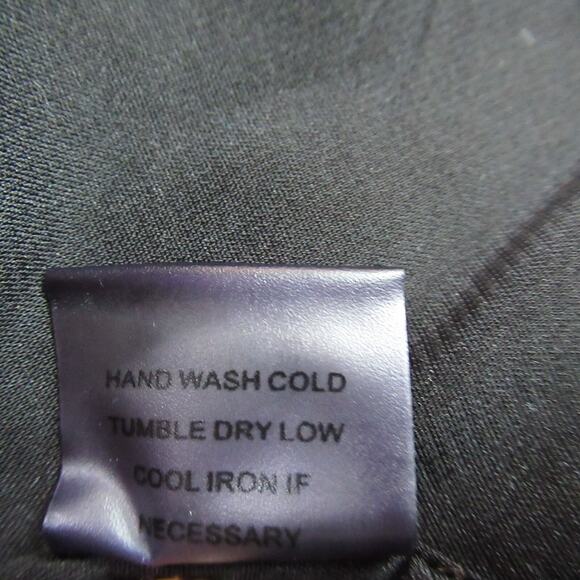 HAND WASH COLD
TUMBLE DRY LOW
COOL IRON IF
NECESSARY